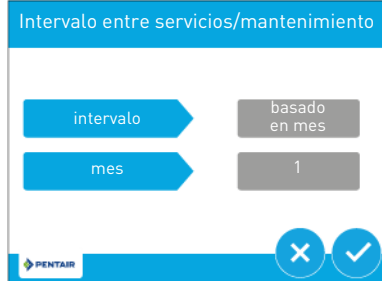 Intervalo entre servicios/mantenimiento
intervalo
basado
en mes
mes
1
PENTAIR